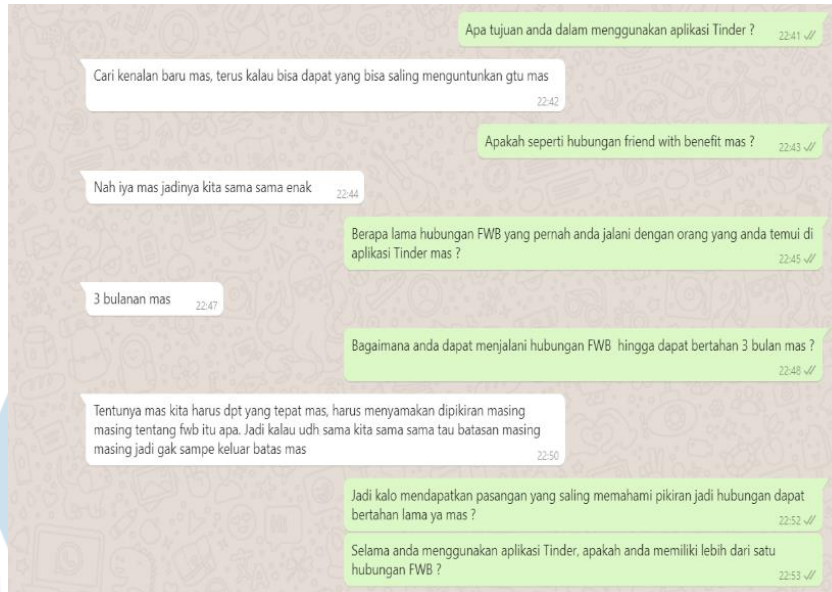 Apa tujuan anda dalam menggunakan aplikasi Tinder ?
22:41
Cari kenalan baru mas, terus kalau bisa dapat yang bisa saling menguntunkan gtu mas
22:42
Apakah seperti hubungan friend with benefit mas ?
22:43
Nah iya mas jadinya kita sama sama enak
22:44
Berapa lama hubungan FWB yang pernah anda jalani dengan orang yang anda temui di
aplikasi Tinder mas ?
22:45
3 bulanan mas
22:47
Bagaimana anda dapat menjalani hubungan FWB hingga dapat bertahan 3 bulan mas ?
22:48
Tentunya mas kita harus dpt yang tepat mas, harus menyamakan dipikiran masing
masing tentang fwb itu apa. Jadi kalau udh sama kita sama sama tau batasan masing
masing jadi gak sampe keluar batas mas
22:50
Jadi kalo mendapatkan pasangan yang saling memahami pikiran jadi hubungan dapat
bertahan lama ya mas ?
22:52
Selama anda menggunakan aplikasi Tinder, apakah anda memiliki lebih dari satu
hubungan FWB ?
22:53